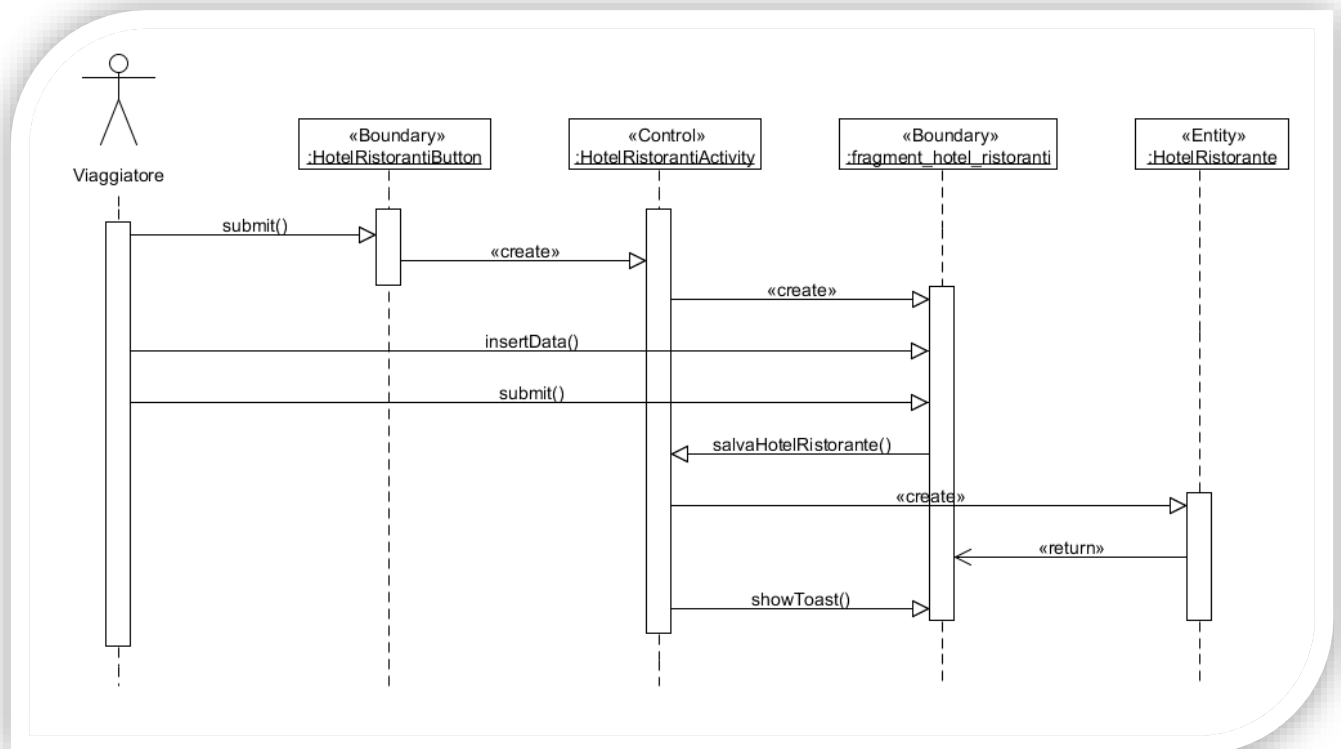 Viaggiatore
«Boundary»
:HotelRistorantiButton
«Control»
:HotelRistorantiActivity
«Boundary»
:fragment_hotel_ristoranti
«Entity»
:HotelRistorante
submit()
«create»
«create»
insertData()
submit()
salvaHotelRistorante()
«create»
«return»
showToast()